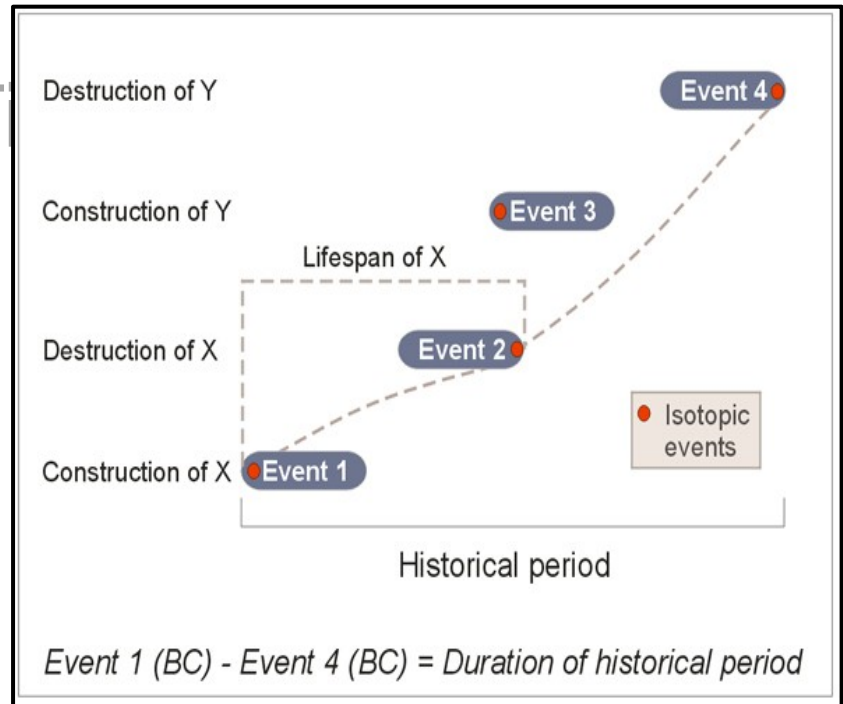 Destruction of Y
Event 4
Construction of Y
Event 3
Lifespan of X
Destruction of X
Event 2
Isotopic
events
Construction of X
Event 1
Historical period
Event 1 (BC) - Event 4 (BC) = Duration of historical period